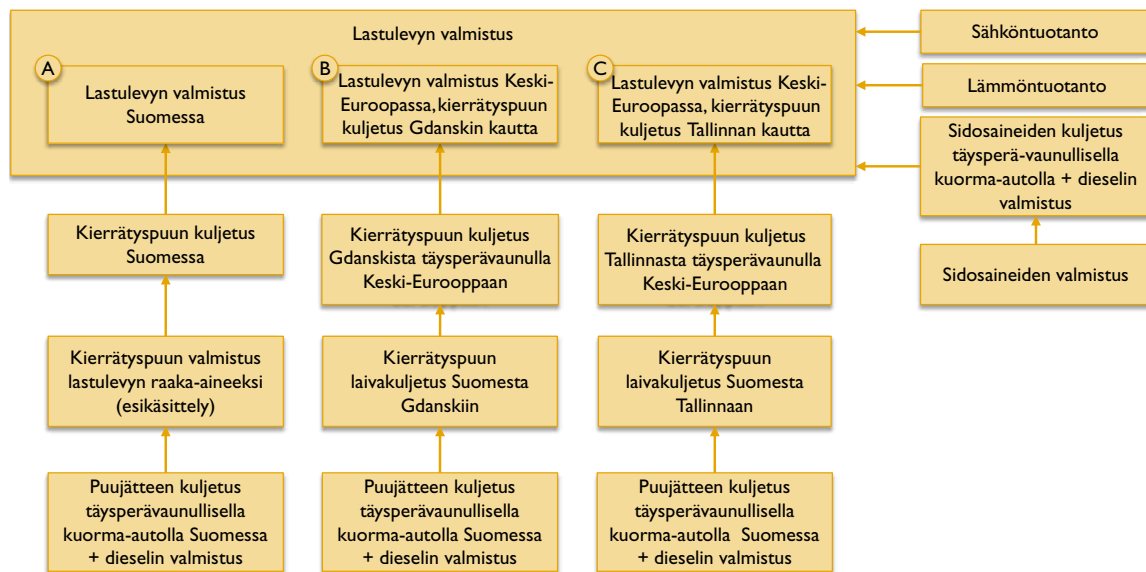 Lastulevyn valmistus
A
Lastulevyn valmistus
Suomessa
B
Lastulevyn valmistus Keski-
Euroopassa, kierrätyspuun
kuljetus Gdanskin kautta
C
Lastulevyn valmistus Keski-
Euroopassa, kierrätyspuun
kuljetus Tallinnan kautta
Sähköntuotanto
Lämmöntuotanto
Sidosaineiden kuljetus
täysperä-vaunullisella
kuorma-autolla + dieselin
valmistus
Sidosaineiden valmistus
Kierrätyspuun kuljetus
Suomessa
Kierrätyspuun kuljetus
Gdanskista täysperävaunulla
Keski-Eurooppaan
Kierrätyspuun kuljetus
Tallinnasta täysperävaunulla
Keski-Eurooppaan
Kierrätyspuun valmistus
lastulevyn raaka-aineeksi
(esikäsittely)
Kierrätyspuun
laivakuljetus Suomesta
Gdanskiin
Kierrätyspuun
laivakuljetus Suomesta
Tallinnaan
Puujätteen kuljetus
täysperävaunullisella
kuorma-autolla Suomessa
+ dieselin valmistus
Puujätteen kuljetus
täysperävaunullisella
kuorma-autolla Suomessa
+ dieselin valmistus
Puujätteen kuljetus
täysperävaunullisella
kuorma-autolla Suomessa
+ dieselin valmistus